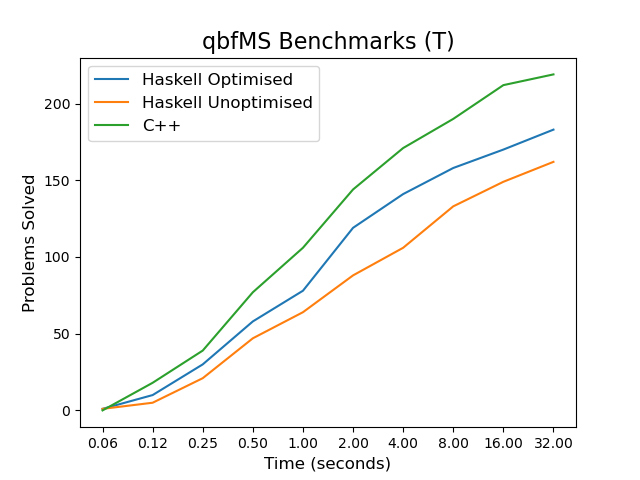 qbfMS Benchmarks (T)
Haskell Optimised
Haskell Unoptimised
C++
Problems Solved
200
150
100
50
0
0.06 0.12 0.25 0.50 1.00 2.00 4.00 8.00 16.00 32.00
Time (seconds)